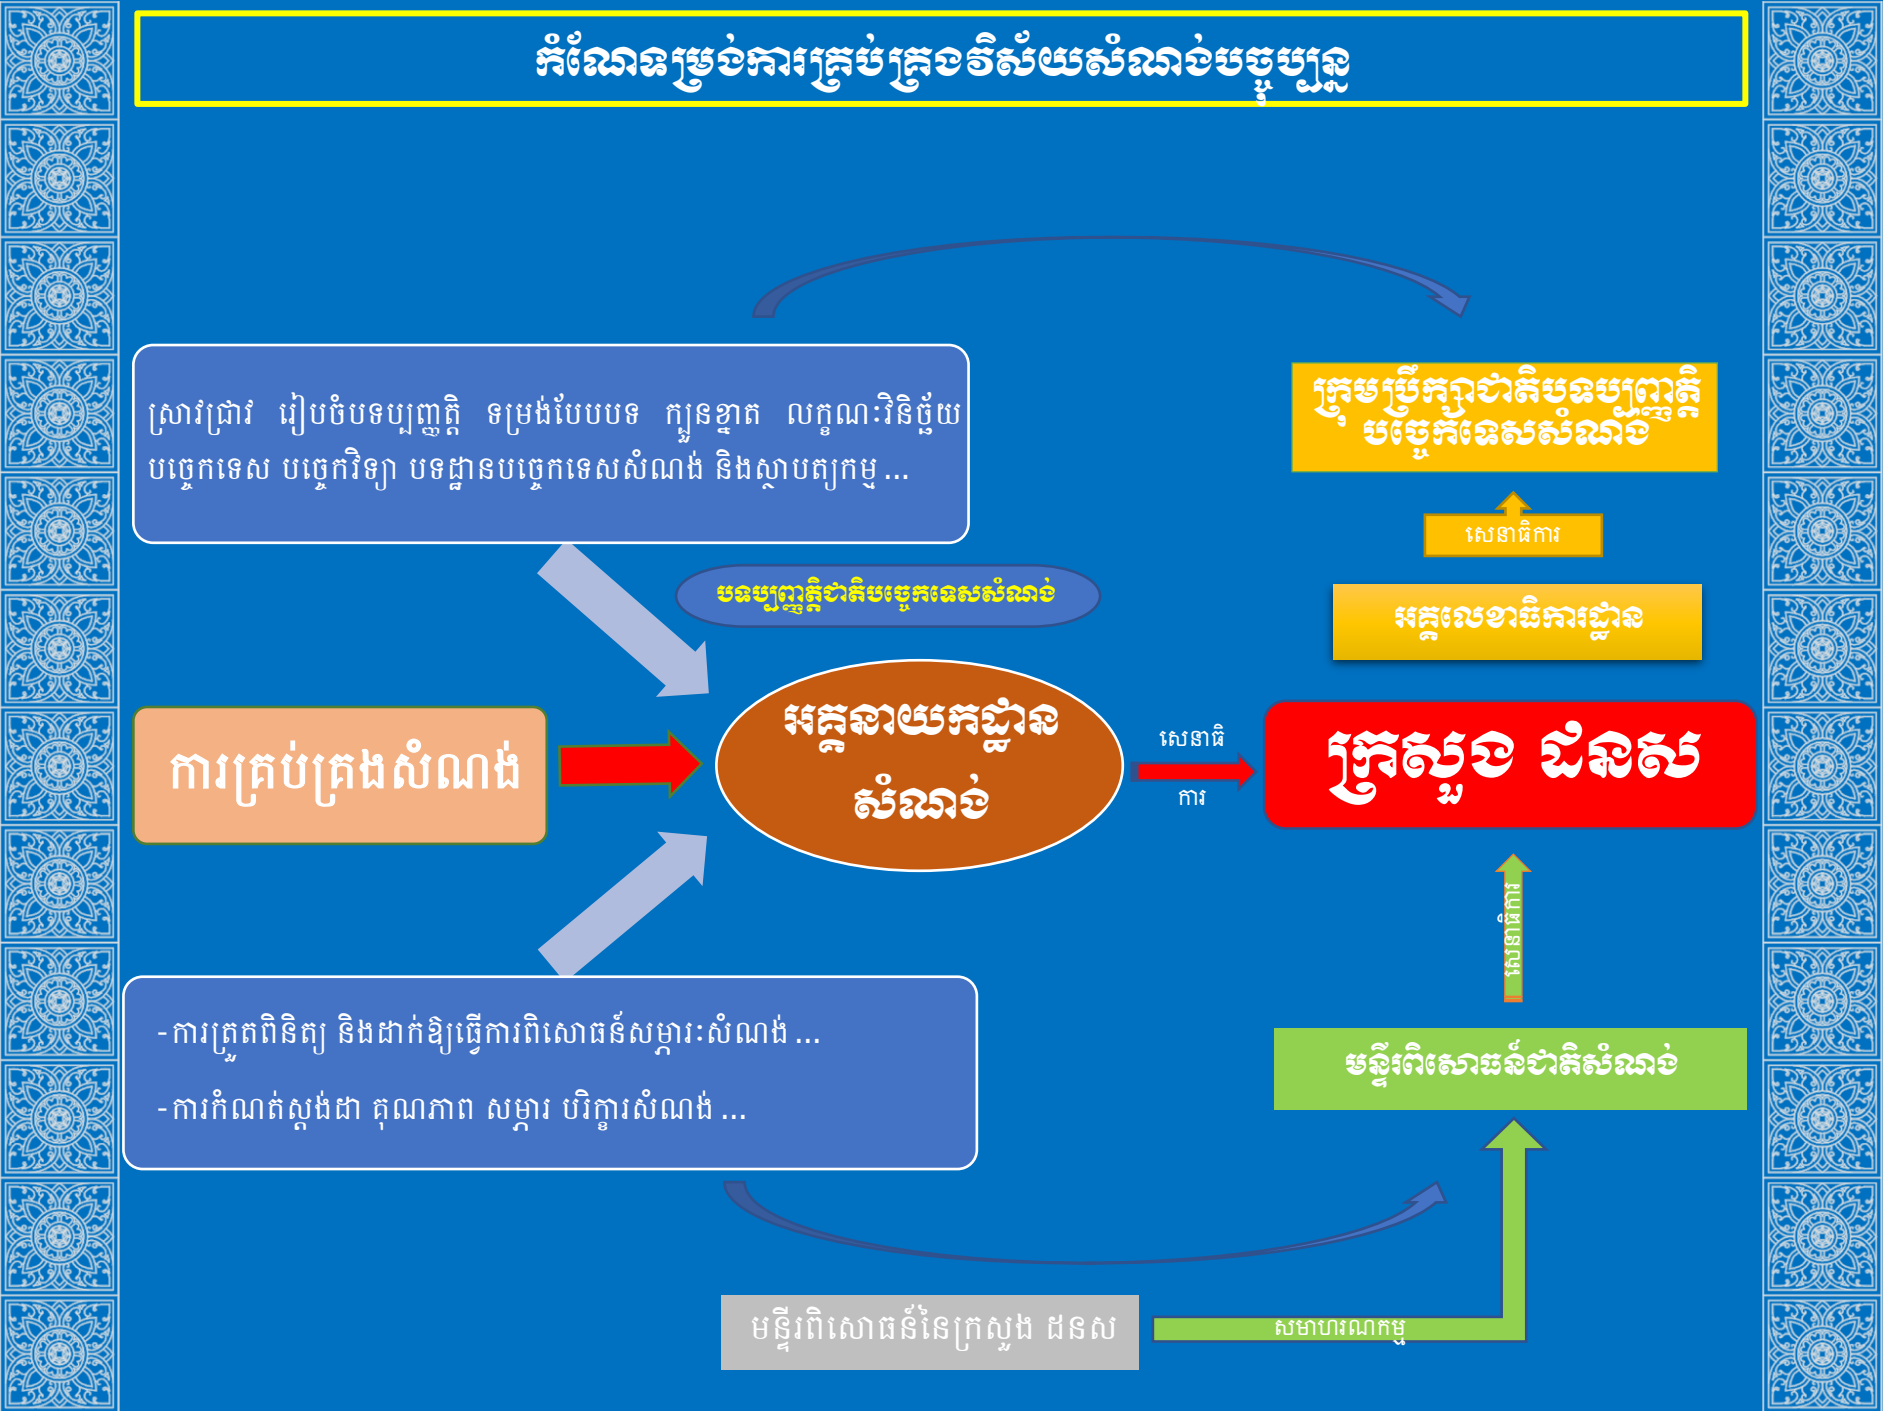 កំណែទម្រង់ការគ្រប់គ្រងវិស័យសំណង់បច្ចុប្បន្ន
ស្រាវជ្រាវ រៀបចំបទប្បញ្ញត្តិ ទម្រង់បែបបទ ក្បួនខ្នាត លក្ខណៈវិនិច្ឆ័យ
បច្ចេកទេស បច្ចេកវិទ្យា បទដ្ឋានបច្ចេកទេសសំណង់ និងស្ថាបត្យកម្ម ...
ក្រុមប្រឹក្សាជាតិបទប្បញ្ញត្តិ
បច្ចេកទេសសំណង់
សេនាធិការ
បទប្បញ្ញត្តិជាតិបច្ចេកទេសសំណង់
អគ្គលេខាធិការដ្ឋាន
ការគ្រប់គ្រងសំណង់
អគ្គនាយកដ្ឋាន
សំណង់
សេនាធិ
ការ
ក្រសួង ដនស
សេនាធិការ
-ការត្រួតពិនិត្យ និងដាក់ឱ្យធ្វើការពិសោធន៍សម្ភារៈសំណង់ ...
-ការកំណត់ស្តង់ដា គុណភាព សម្ភារ បរិក្ខារសំណង់ ...
មន្ទីរពិសោធន៍ជាតិសំណង់
មន្ទីរពិសោធន៍នៃក្រសួង ដនស
សមាហរណកម្ម